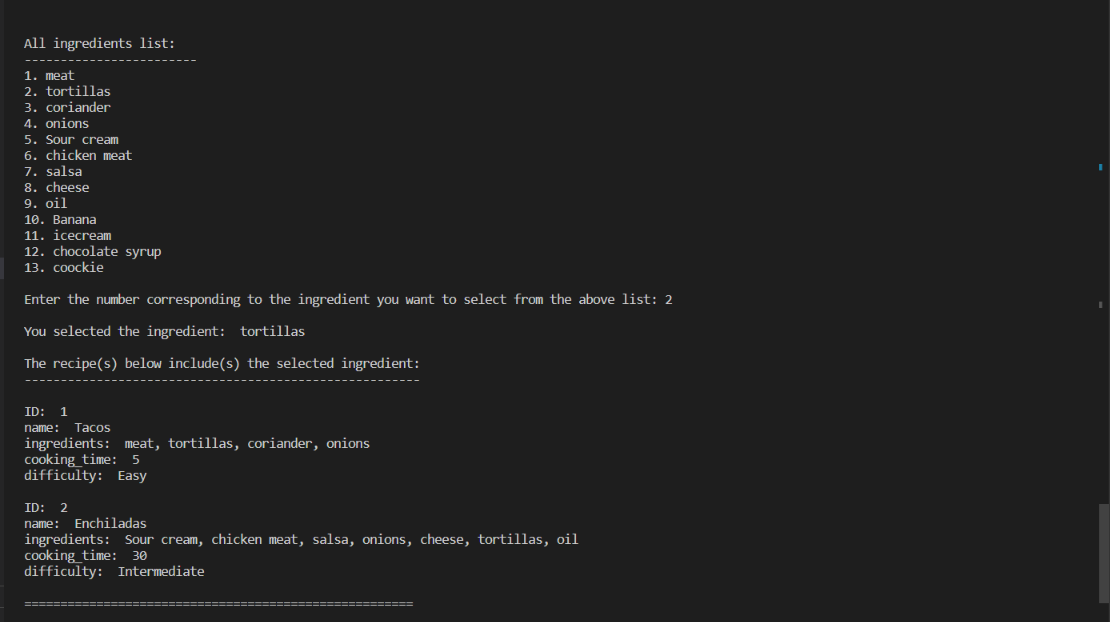 All ingredients list:
------------------------
1. meat
2. tortillas
3. coriander
4. onions
5. Sour cream
6. chicken meat
7. salsa
8. cheese
9. oil
10. Banana
11. icecream
12. chocolate syrup
13. coockie
Enter the number corresponding to the ingredient you want to select from the above list: 2
You selected the ingredient:  tortillas
The recipe(s) below include(s) the selected ingredient:
-------------------------------------------------------
ID:  1
name:  Tacos
ingredients:  meat, tortillas, coriander, onions
cooking_time:  5
difficulty:  Easy
ID:  2
name:  Enchiladas
ingredients:  Sour cream, chicken meat, salsa, onions, cheese, tortillas, oil
cooking_time:  30
difficulty:  Intermediate
======================================================